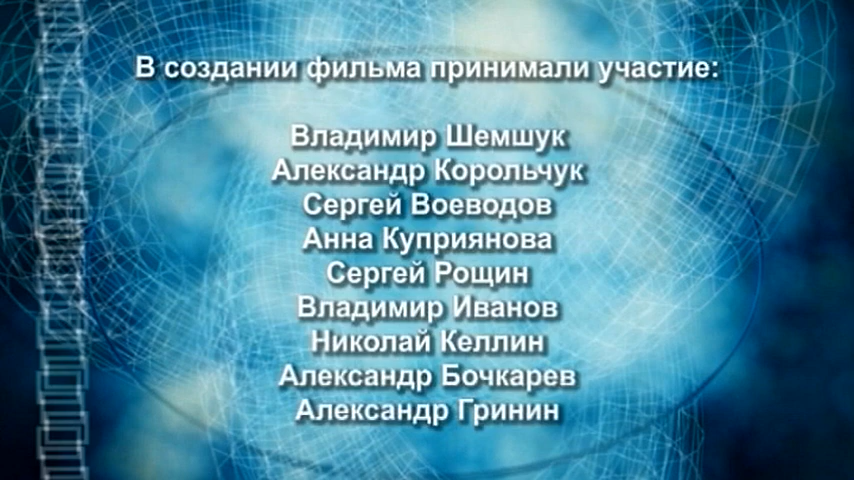 В создании фильма принимали участие:
Владимир Шемшук
Александр Корольчук
Сергей Воеводов
Анна Куприянова
Сергей Рощин
Владимир Иванов
Николай Келлин
Александр Бочкарев
Александр Гринин